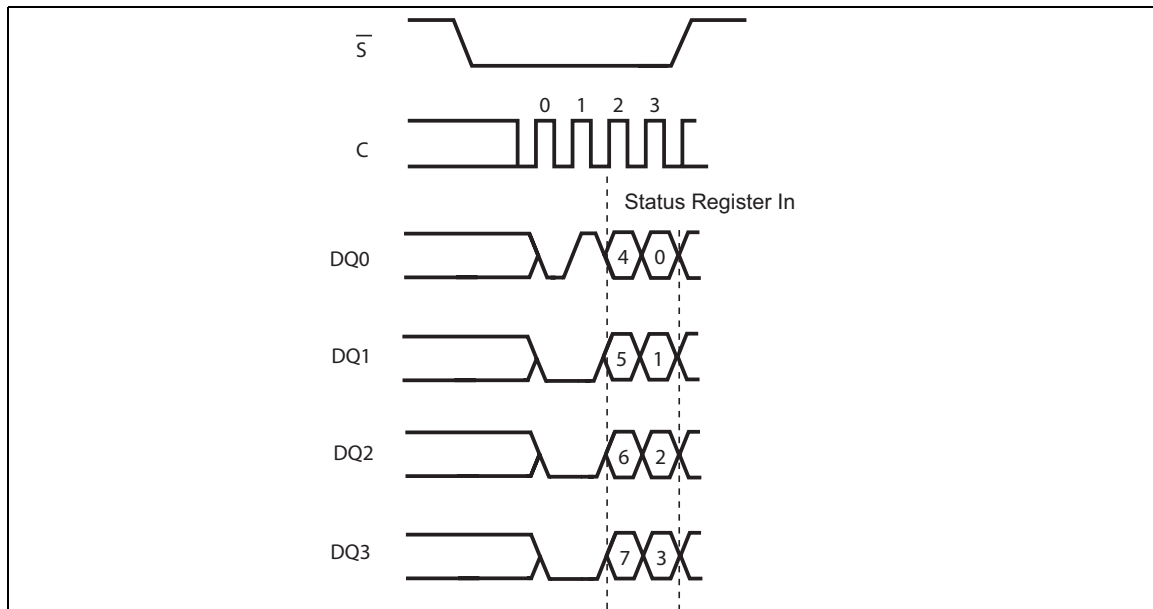 S̅
0 1 2 3
C
Status Register In
DQ0 4 0
DQ1 5 1
DQ2 6 2
DQ3 7 3